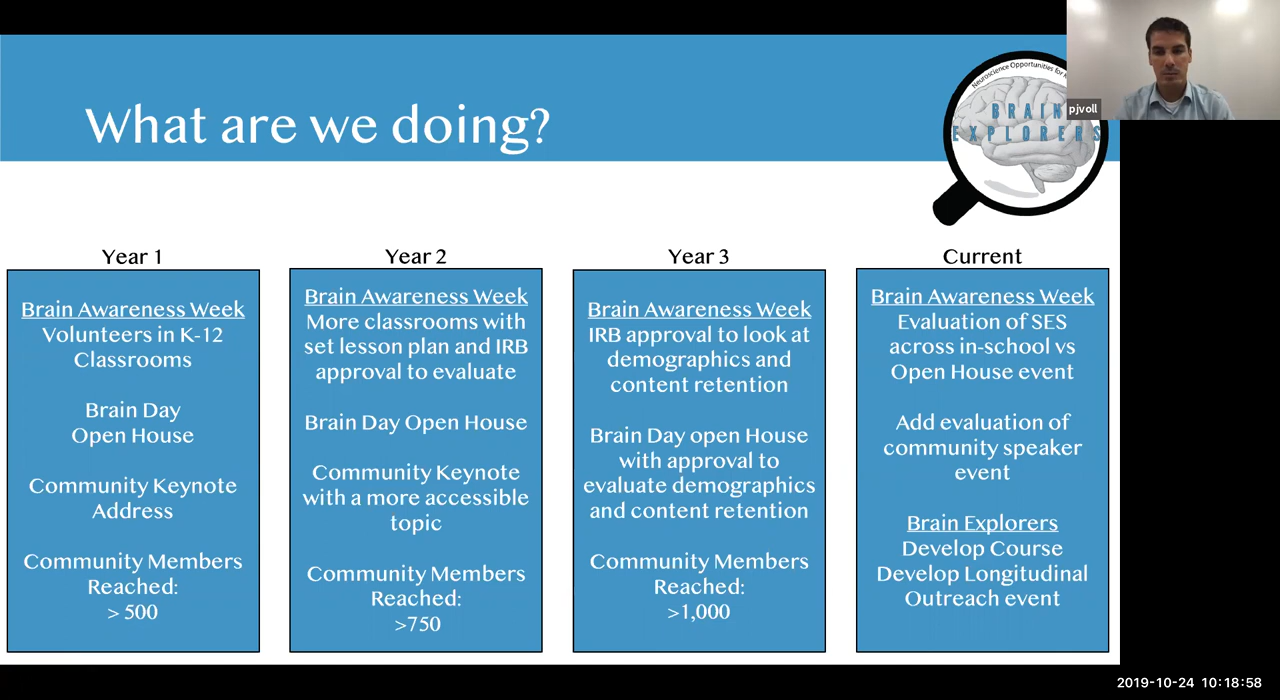 What are we doing?
Neuroscience Opportunities for
BRAIN
EXPLORERS
pjvoll
Year 1
Brain Awareness Week
Volunteers in K-12
Classrooms
Brain Day
Open House
Community Keynote
Address
Community Members
Reached:
> 500
Year 2
Brain Awareness Week
More classrooms with
set lesson plan and IRB
approval to evaluate
Brain Day Open House
Community Keynote
with a more accessible
topic
Community Members
Reached:
>750
Year 3
Brain Awareness Week
IRB approval to look at
demographics and
content retention
Brain Day open House
with approval to
evaluate demographics
and content retention
Community Members
Reached:
>1,000
Current
Brain Awareness Week
Evaluation of SES
across in-school vs
Open House event
Add evaluation of
community speaker
event
Brain Explorers
Develop Course
Develop Longitudinal
Outreach event
2019-10-24 10:18:58